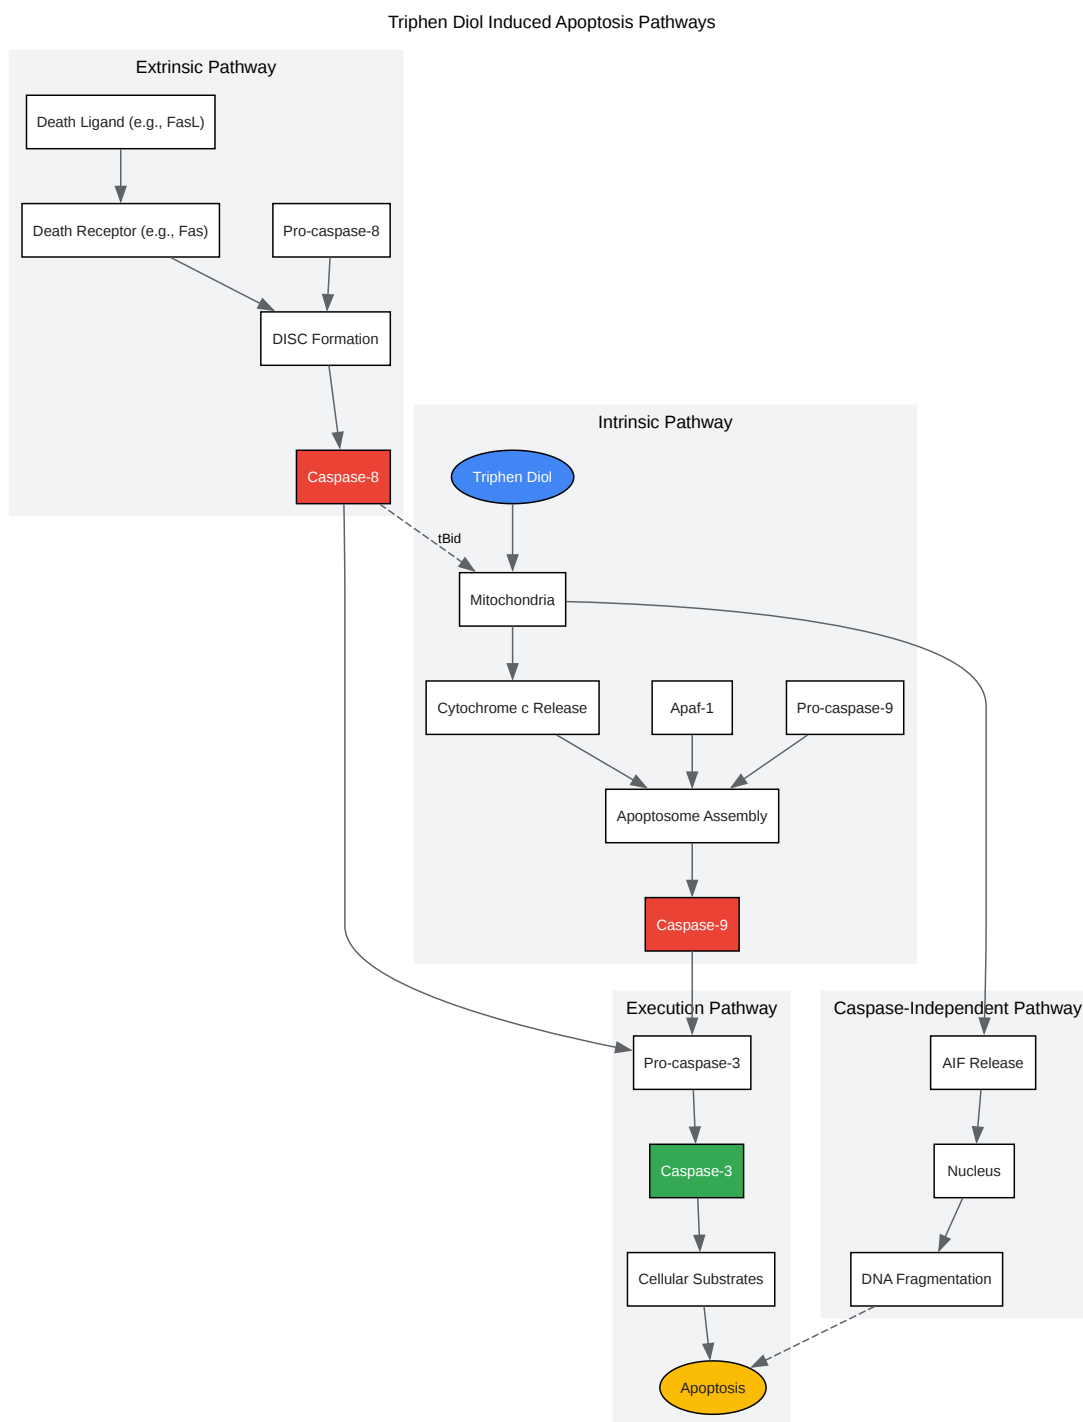 Triphen Diol Induced Apoptosis Pathways
Extrinsic Pathway
Death Ligand (e.g., FasL)
Death Receptor (e.g., Fas)
Pro-caspase-8
DISC Formation
Caspase-8
tBid
Intrinsic Pathway
Triphen Diol
Mitochondria
Cytochrome c Release
Apaf-1
Pro-caspase-9
Apoptosome Assembly
Caspase-9
Execution Pathway
Pro-caspase-3
Caspase-3
Cellular Substrates
Apoptosis
Caspase-Independent Pathway
AIF Release
Nucleus
DNA Fragmentation